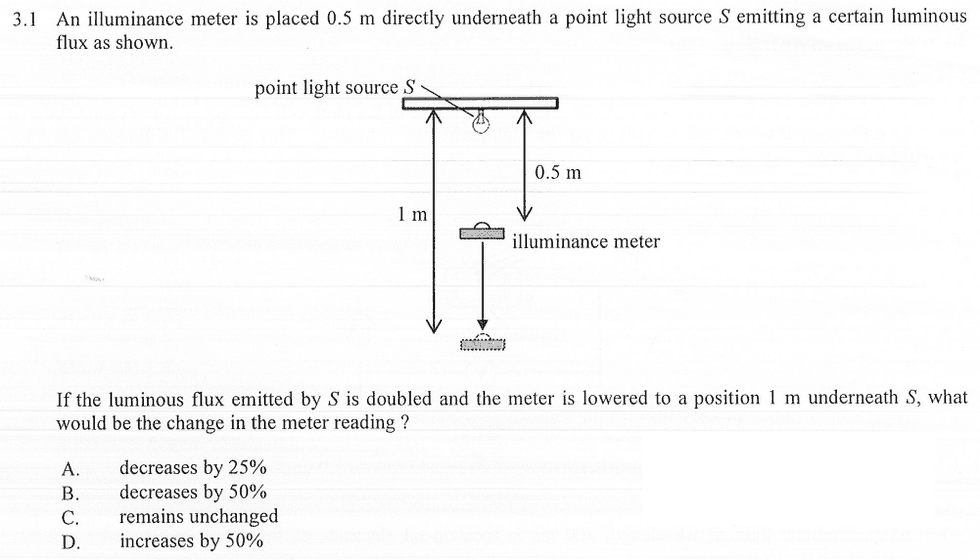 3.1 An illuminance meter is placed 0.5 m directly underneath a point light source S emitting a certain luminous
flux as shown.
point light source S
0.5 m
1 m
illuminance meter
If the luminous flux emitted by S is doubled and the meter is lowered to a position 1 m underneath S, what
would be the change in the meter reading ?
A. decreases by 25%
B. decreases by 50%
C. remains unchanged
D. increases by 50%